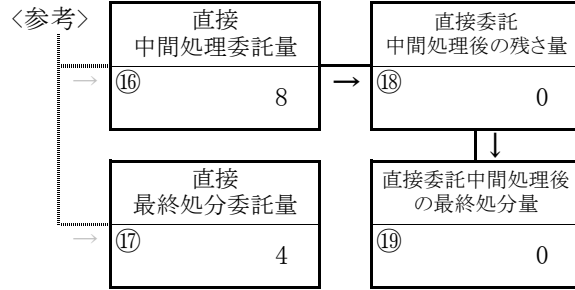 〈参考〉
直接
中間処理委託量
→
⑯
8
→
直接委託
中間処理後の残さ量
⑱
0
↓
直接
最終処分委託量
→
⑰
4
直接委託中間処理後
の最終処分量
⑲
0